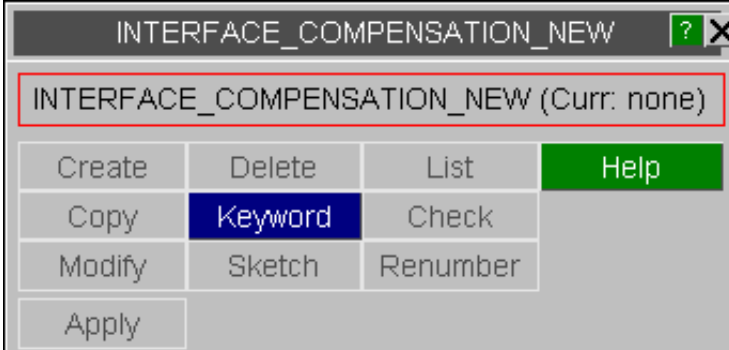 INTERFACE_COMPENSATION_NEW ? X
INTERFACE_COMPENSATION_NEW (Curr: none)
Create Delete List Help
Copy Keyword Check
Modify Sketch Renumber
Apply